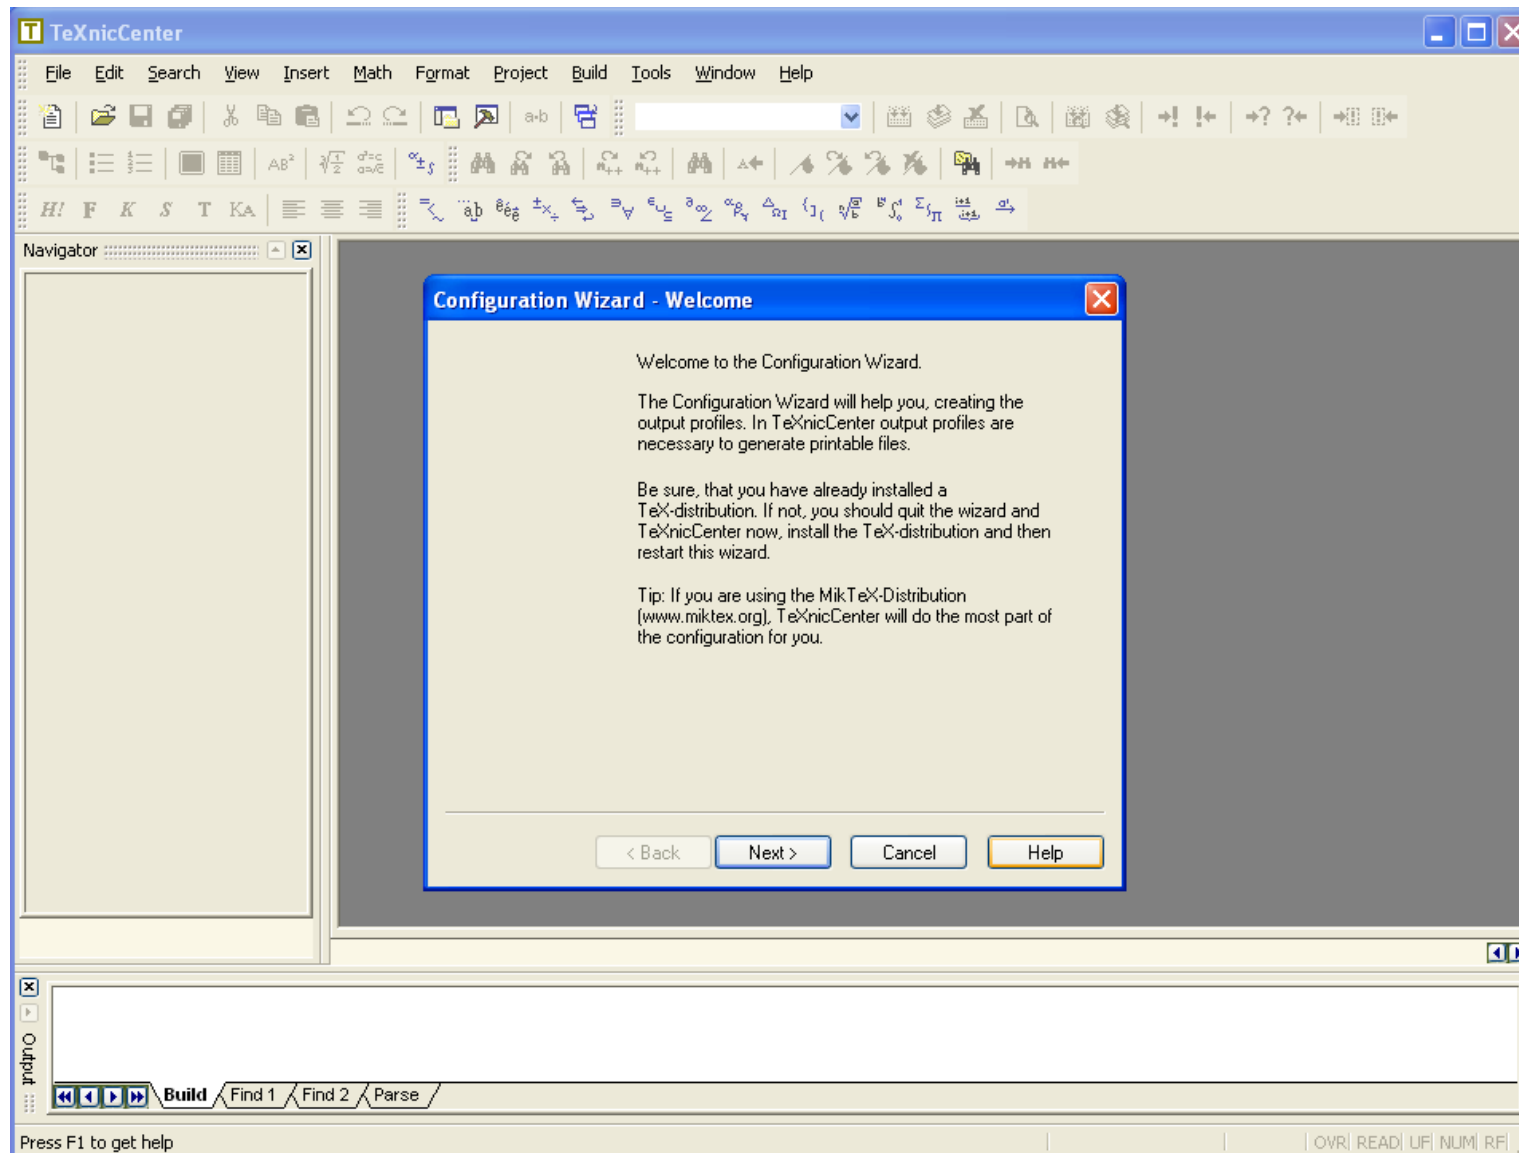 TeXnicCenter
File Edit Search View Insert Math Format Project Build Tools Window Help
Navigator
Configuration Wizard - Welcome
Welcome to the Configuration Wizard.
The Configuration Wizard will help you, creating the
output profiles. In TeXnicCenter output profiles are
necessary to generate printable files.
Be sure, that you have already installed a
TeX-distribution. If not, you should quit the wizard and
TeXnicCenter now, install the TeX-distribution and then
restart this wizard.
Tip: If you are using the MikTeX-Distribution
(www.miktex.org), TeXnicCenter will do the most part of
the configuration for you.
< Back Next > Cancel Help
Output
Build Find 1 Find 2 Parse
Press F1 to get help
OVR READ UF NUM RF